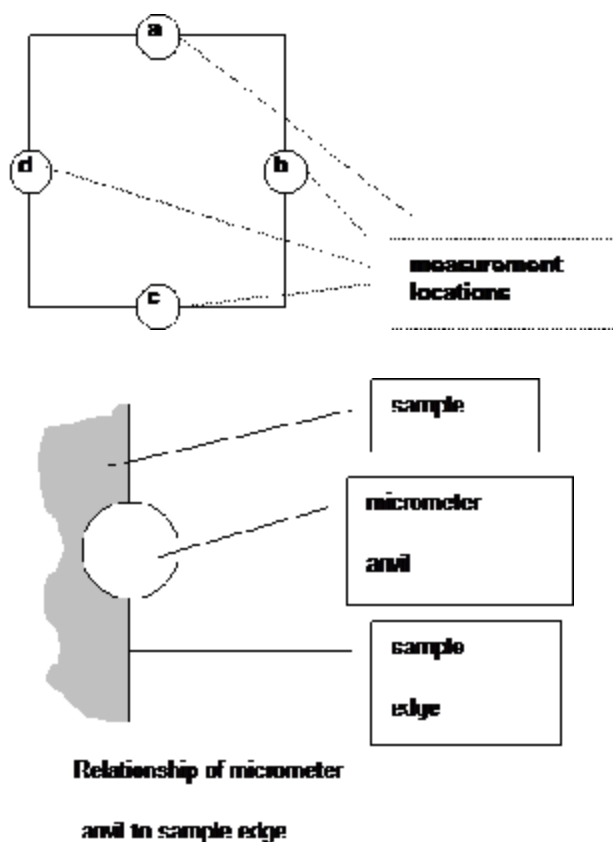 a
d
b
c
measurement
locations
sample
micrometer
anvil
sample
edge
Relationship of micrometer
anvil to sample edge